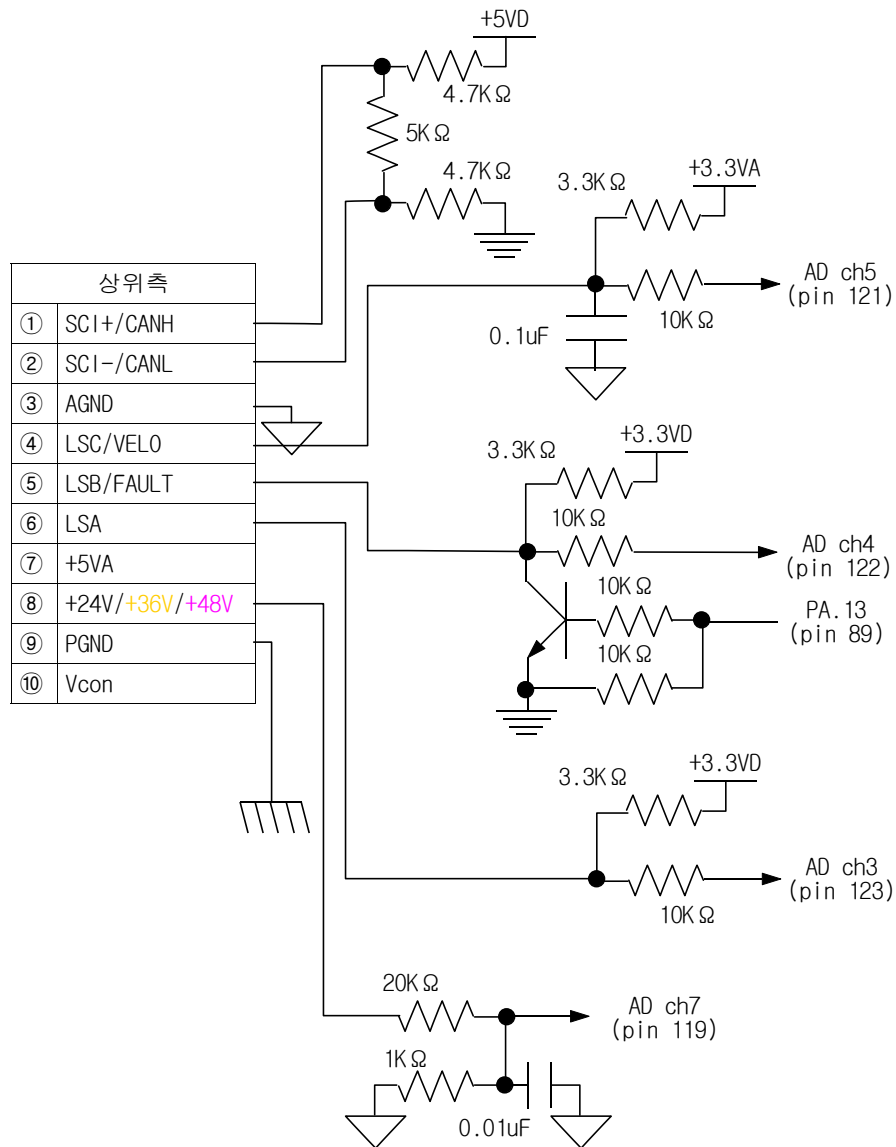 +5VD
4.7KΩ
5KΩ
4.7KΩ
3.3KΩ
+3.3VA
AD ch5
(pin 121)
10KΩ
0.1uF
상위측
① SCI+/CANH
② SCI-/CANL
③ AGND
④ LSC/VELO
⑤ LSB/FAULT
⑥ LSA
⑦ +5VA
⑧ +24V/+36V/+48V
⑨ PGND
⑩ Vcon
3.3KΩ
+3.3VD
10KΩ
AD ch4
(pin 122)
10KΩ
PA.13
(pin 89)
10KΩ
3.3KΩ
+3.3VD
AD ch3
(pin 123)
10KΩ
20KΩ
AD ch7
(pin 119)
1KΩ
0.01uF